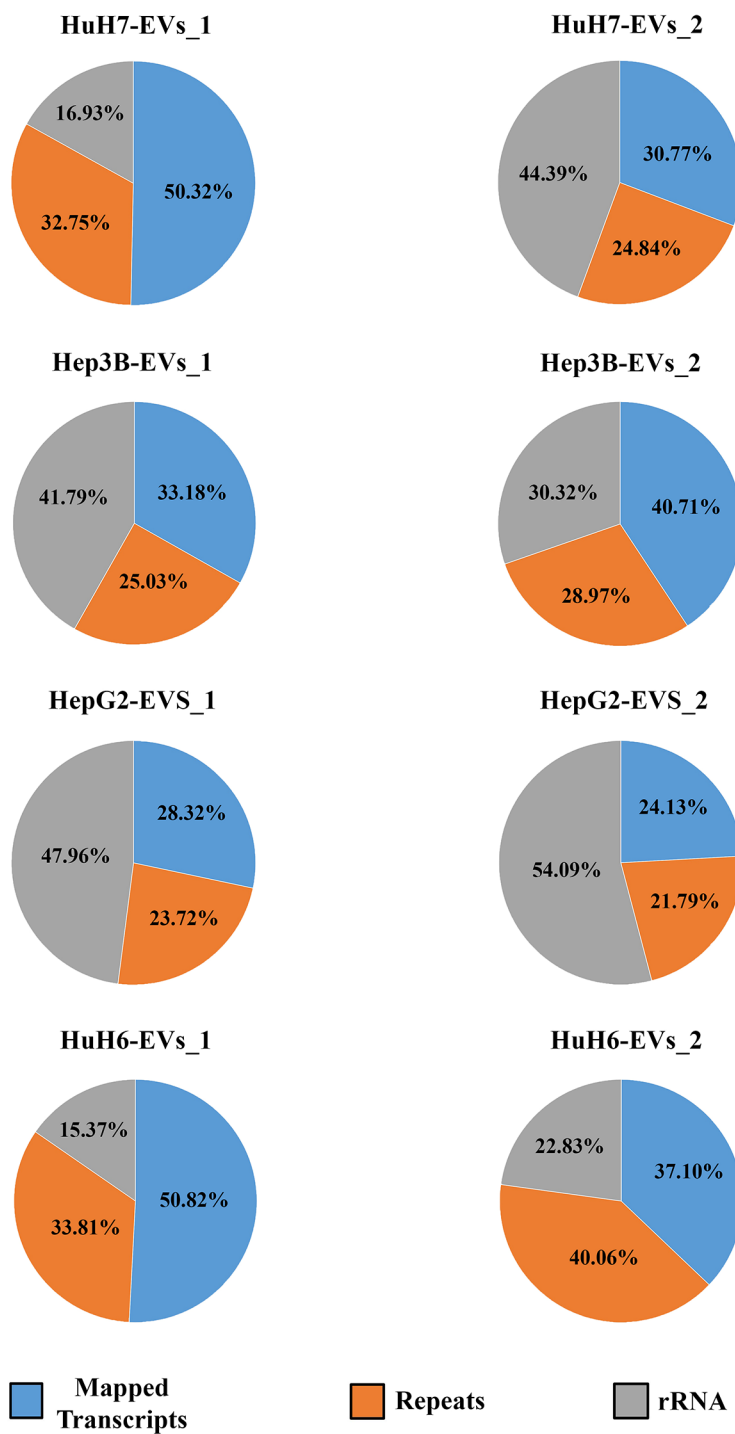 HuH7-EVs_1
HuH7-EVs_2
16.93%
50.32%
32.75%
30.77%
44.39%
24.84%
Hep3B-EVs_1
Hep3B-EVs_2
41.79%
33.18%
25.03%
30.32%
40.71%
28.97%
HepG2-EVS_1
HepG2-EVS_2
28.32%
47.96%
23.72%
24.13%
54.09%
21.79%
HuH6-EVs_1
HuH6-EVs_2
15.37%
50.82%
33.81%
22.83%
37.10%
40.06%
Mapped
Transcripts
Repeats
rRNA